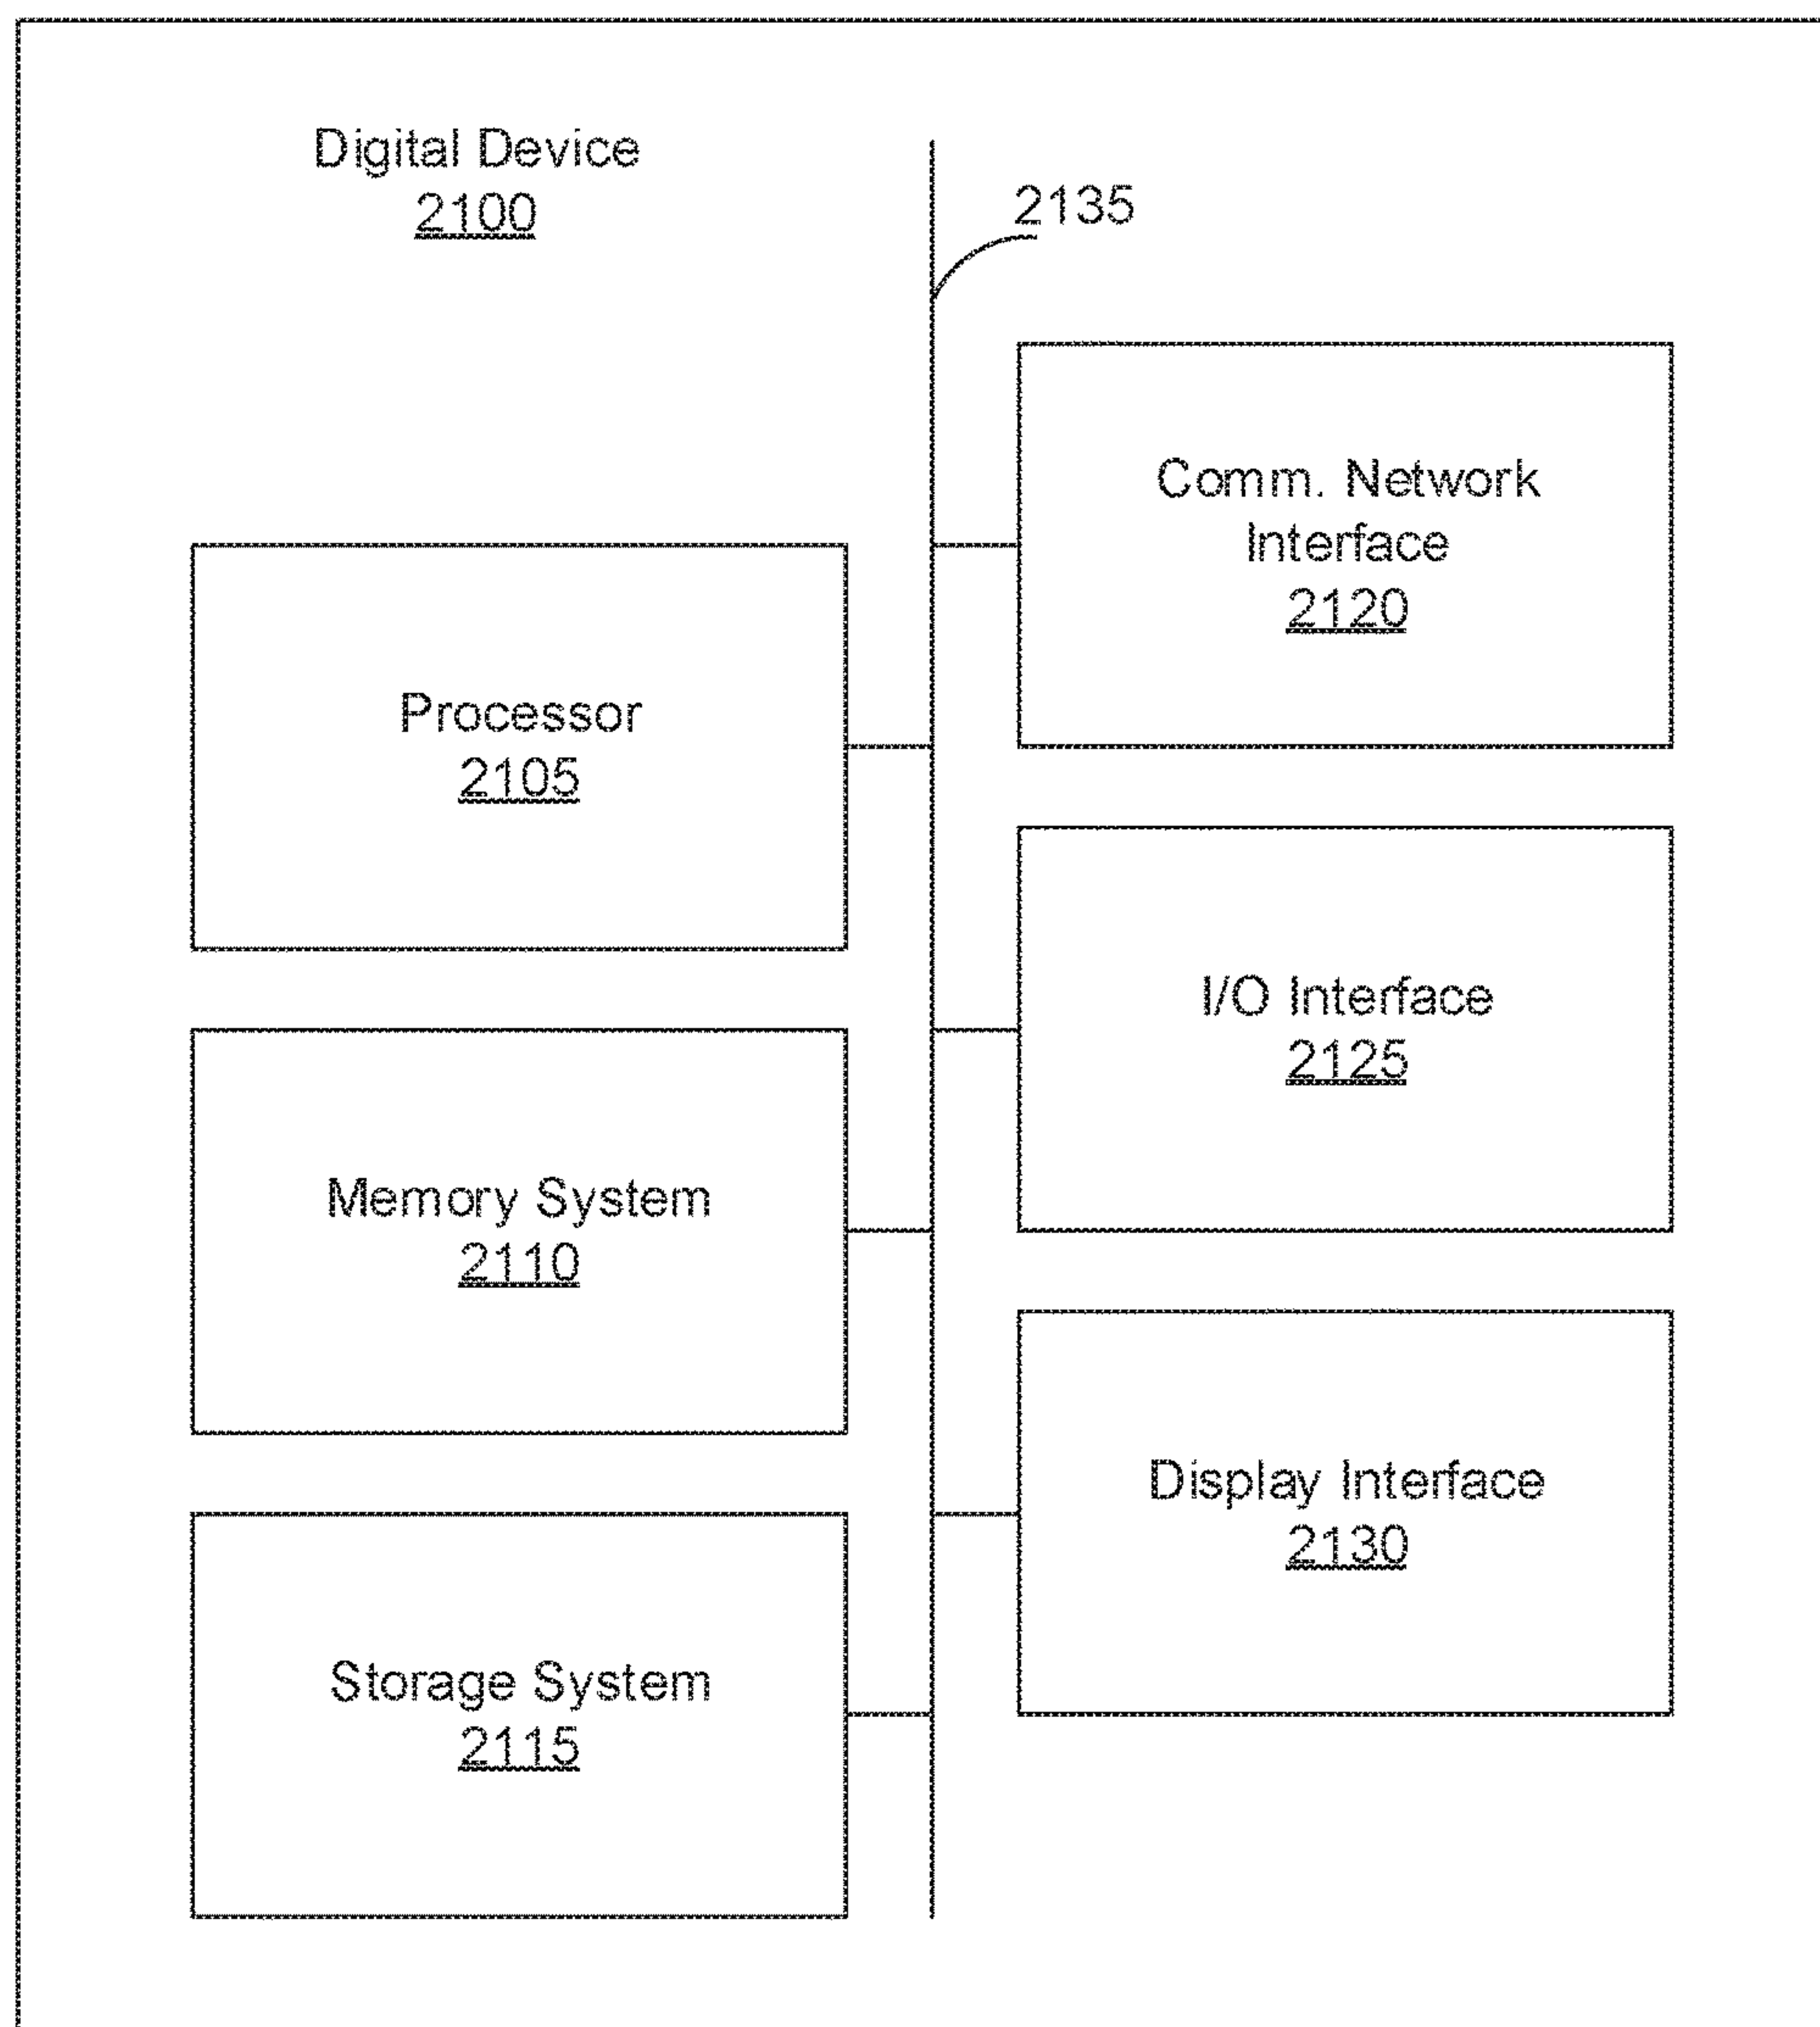 Digital Device
2100
2135
Comm. Network
Interface
2120
Processor
2105
I/O Interface
2125
Memory System
2110
Display Interface
2130
Storage System
2115